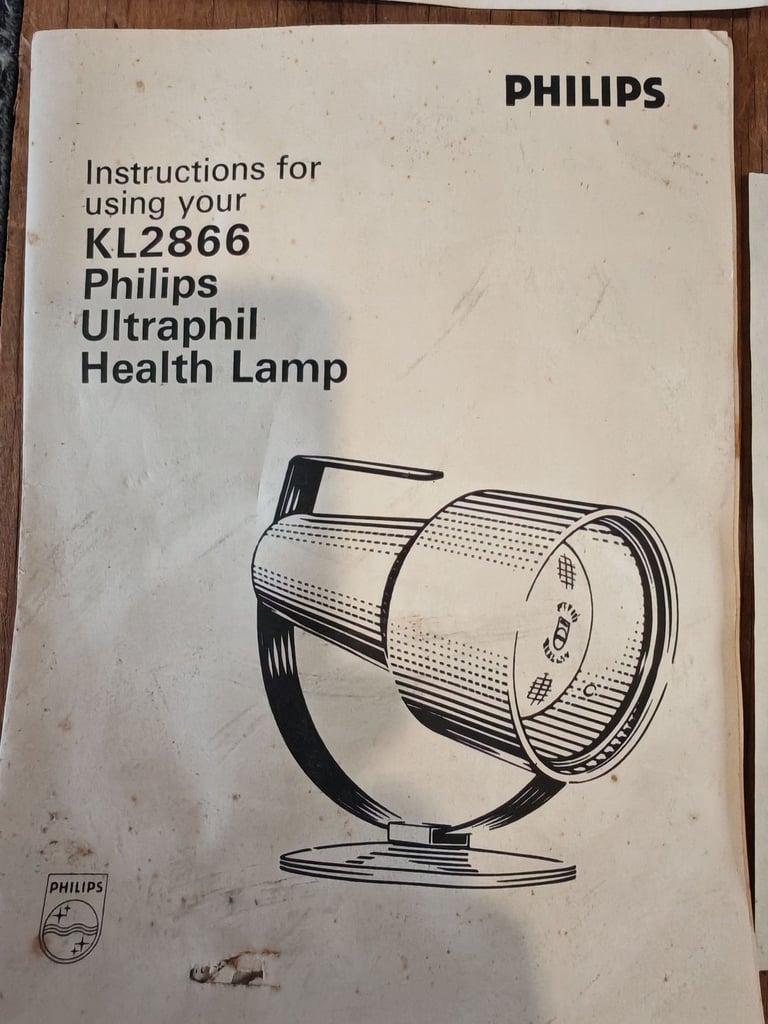 PHILIPS
Instructions for
using your
KL2866
Philips
Ultraphil
Health Lamp
PHILIPS